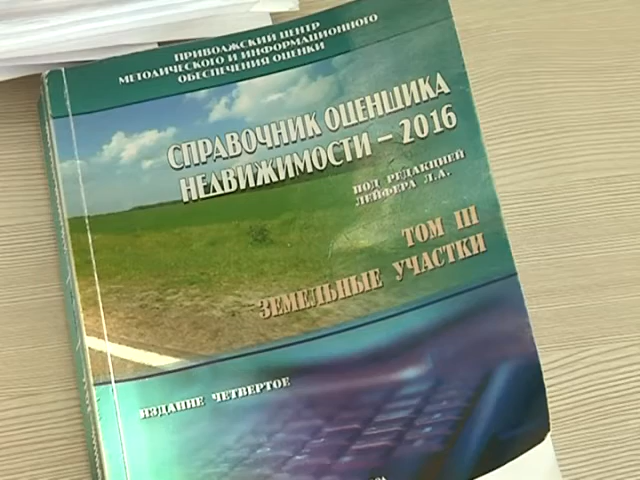 ПРИВОЛЖСКИЙ ЦЕНТР
МЕТОДИЧЕСКОГО И ИНФОРМАЦИОННОГО
ОБЕСПЕЧЕНИЯ ОЦЕНКИ
СПРАВОЧНИК ОЦЕНЩИКА
НЕДВИЖИМОСТИ – 2016
ПОД РЕДАКЦИЕЙ
ЛЕЙФЕРА Л.А.
ТОМ III
ЗЕМЕЛЬНЫЕ УЧАСТКИ
ИЗДАНИЕ ЧЕТВЕРТОЕ